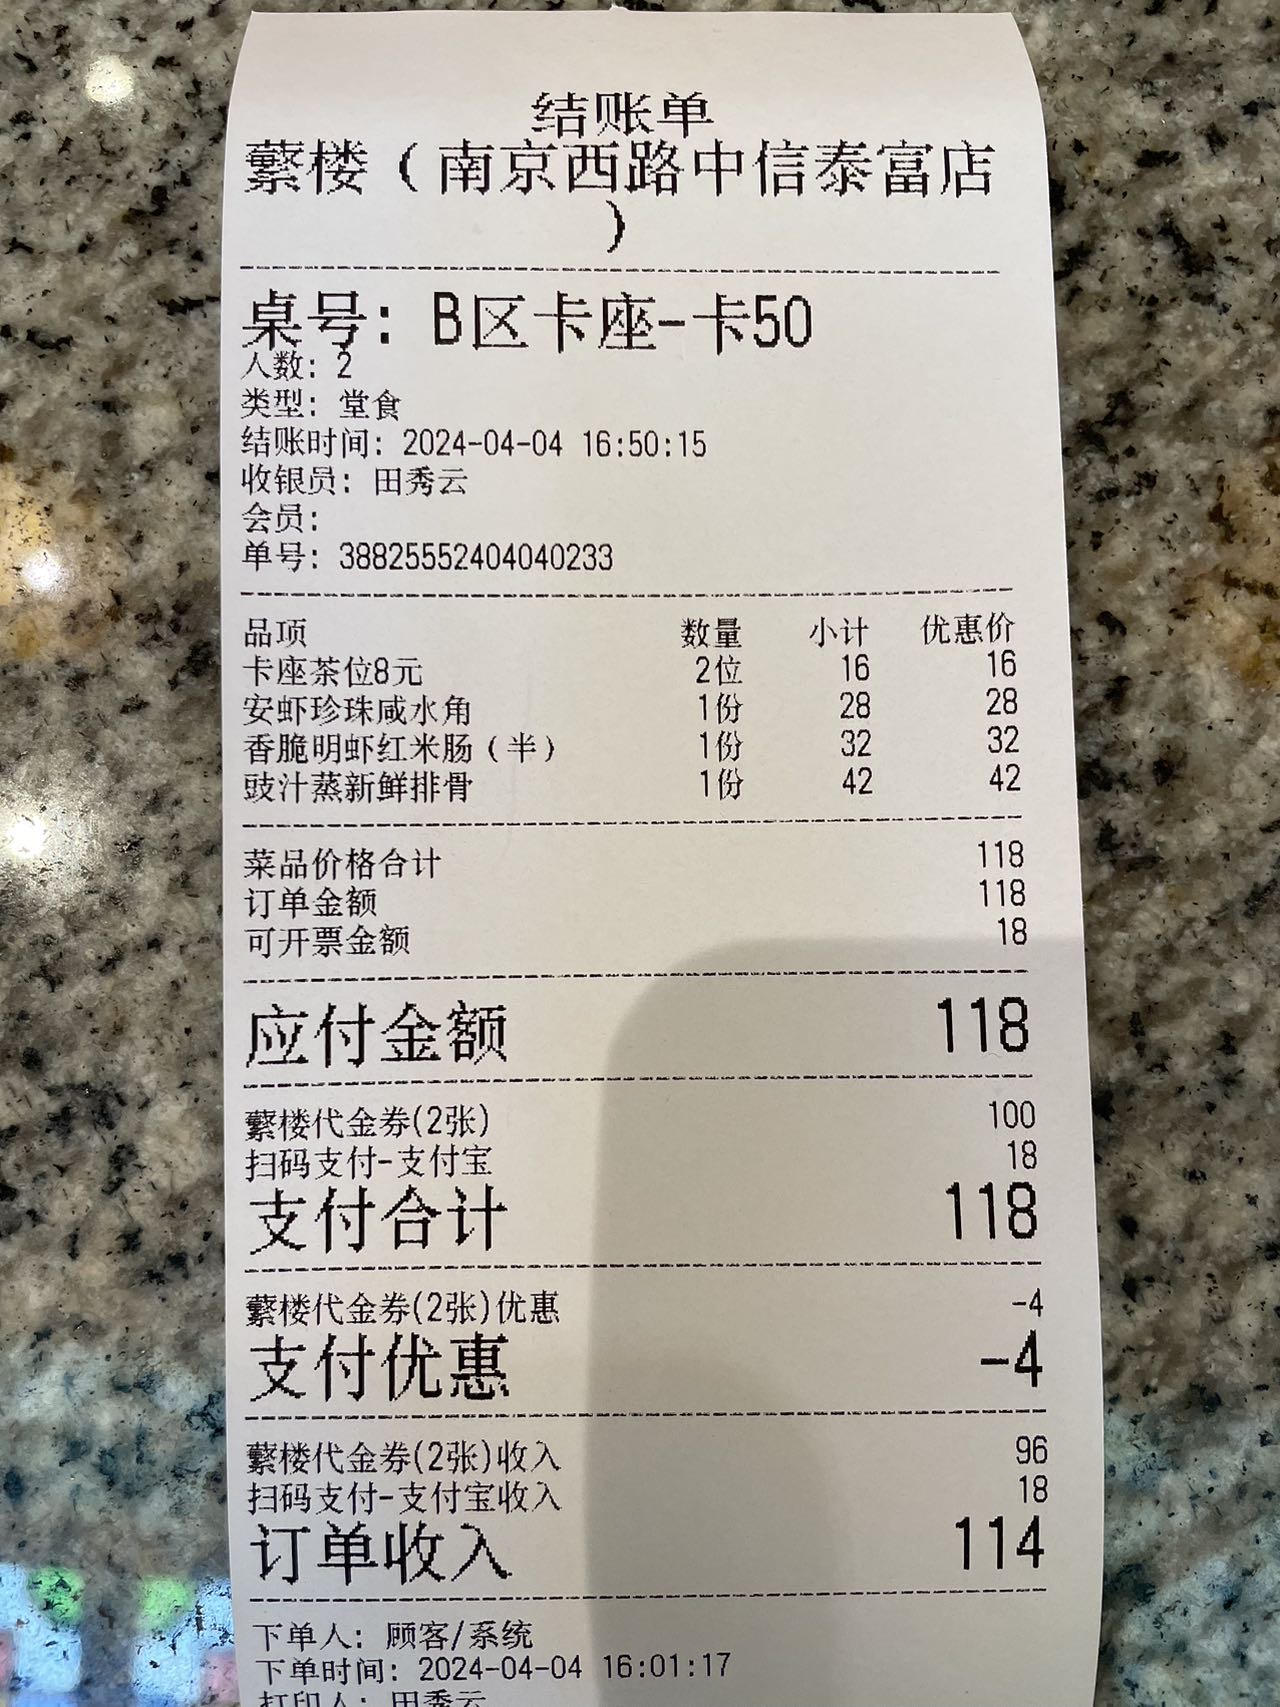 结账单
蘩楼（南京西路中信泰富店
）
桌号：B区卡座-卡50
人数：2
类型：堂食
结账时间：2024-04-04 16:50:15
收银员：田秀云
会员：
单号：38825552404040233
品项 数量 小计 优惠价
卡座茶位8元 2位 16 16
安虾珍珠咸水角 1份 28 28
香脆明虾红米肠（半） 1份 32 32
豉汁蒸新鲜排骨 1份 42 42
菜品价格合计 118
订单金额 118
可开票金额 18
应付金额 118
蘩楼代金券(2张) 100
扫码支付-支付宝 18
支付合计 118
蘩楼代金券(2张)优惠 -4
支付优惠 -4
蘩楼代金券(2张)收入 96
扫码支付-支付宝收入 18
订单收入 114
下单人：顾客/系统
下单时间：2024-04-04 16:01:17
打印人：田秀云